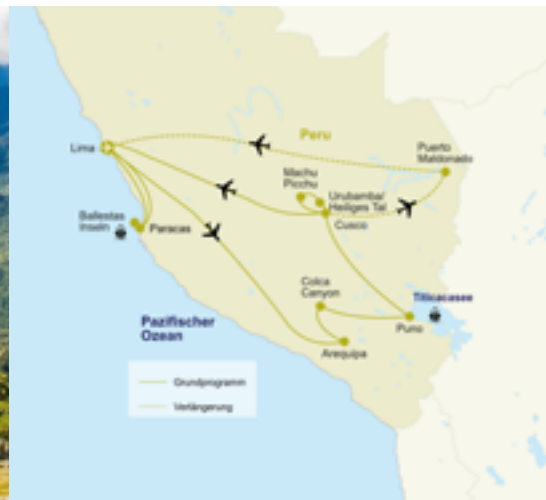 Peru
Puerto
Maldonado
Lima
Machu
Picchu
Urubamba/
Heiliges Tal
Cusco
Ballestas
Inseln
Paracas
Colca
Canyon
Titicacasee
Pazifischer
Ozean
Puno
Arequipa
Grundprogramm
Verlängerung